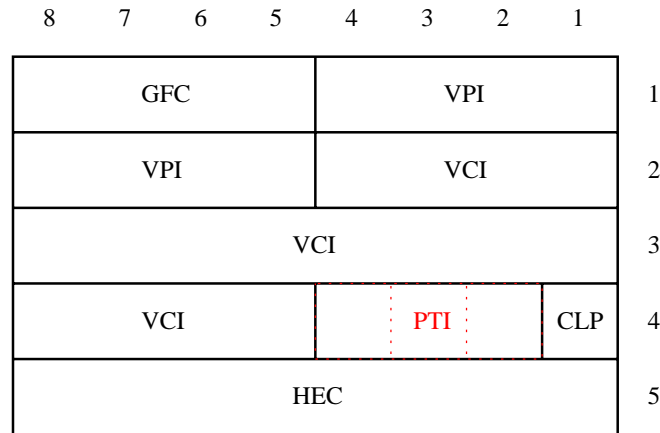 8 7 6 5 4 3 2 1
GFC VPI 1
VPI VCI 2
VCI 3
VCI PTI CLP 4
HEC 5